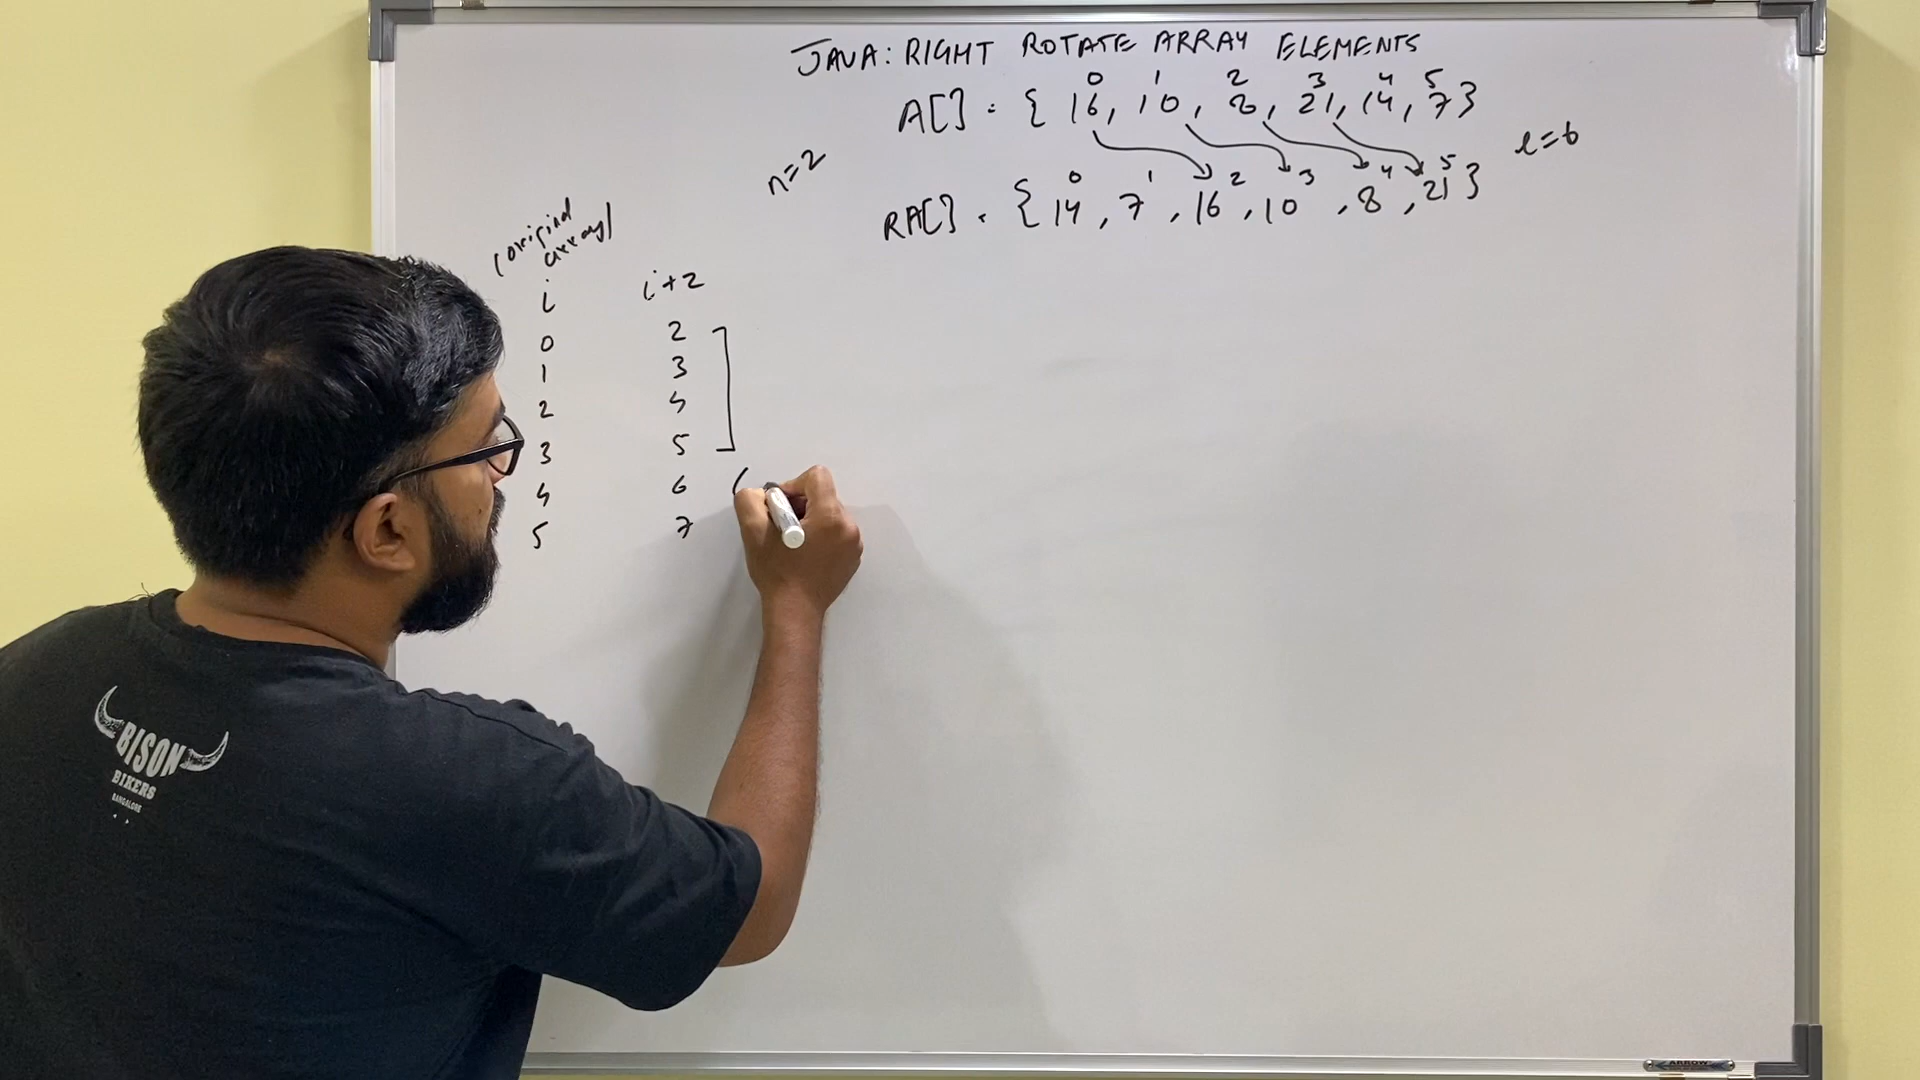 JAVA: RIGHT ROTATE ARRAY ELEMENTS
0 1 2 3 4 5
A[] = { 16, 10, 8, 21, 14, 7 }
l=6
n=2
0 1 2 3 4 5
RA[] = { 14, 7, 16, 10, 8, 21 }
(original
array)
i i+2
0 2
1 3
2 4
3 5
4 6 (
5 7
BISON
BIKERS
BANGALORE
ARROW